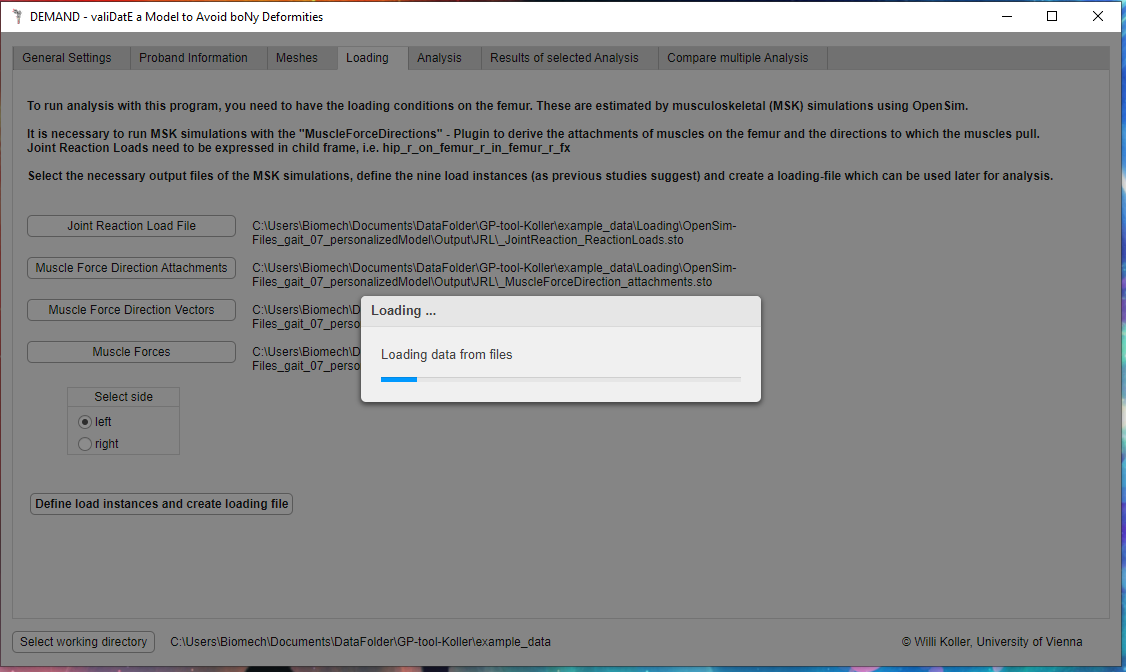 DEMAND - valiDatE a Model to Avoid boNy Deformities
General Settings Proband Information Meshes Loading Analysis Results of selected Analysis Compare multiple Analysis
To run analysis with this program, you need to have the loading conditions on the femur. These are estimated by musculoskeletal (MSK) simulations using OpenSim.
It is necessary to run MSK simulations with the "MuscleForceDirections" - Plugin to derive the attachments of muscles on the femur and the directions to which the muscles pull.
Joint Reaction Loads need to be expressed in child frame, i.e. hip_r_on_femur_r_in_femur_r_fx
Select the necessary output files of the MSK simulations, define the nine load instances (as previous studies suggest) and create a loading-file which can be used later for analysis.
Joint Reaction Load File
C:\Users\Biomech\Documents\DataFolder\GP-tool-Koller\example_data\Loading\OpenSim-
Files_gait_07_personalizedModel\Output\JRL\_JointReaction_ReactionLoads.sto
Muscle Force Direction Attachments
C:\Users\Biomech\Documents\DataFolder\GP-tool-Koller\example_data\Loading\OpenSim-
Files_gait_07_personalizedModel\Output\JRL\_MuscleForceDirection_attachments.sto
Muscle Force Direction Vectors
C:\Users\Biomech\D
Files_gait_07_perso
Muscle Forces
C:\Users\Biomech\D
Files_gait_07_perso
Loading ...
Loading data from files
Select side
left
right
Define load instances and create loading file
Select working directory C:\Users\Biomech\Documents\DataFolder\GP-tool-Koller\example_data © Willi Koller, University of Vienna